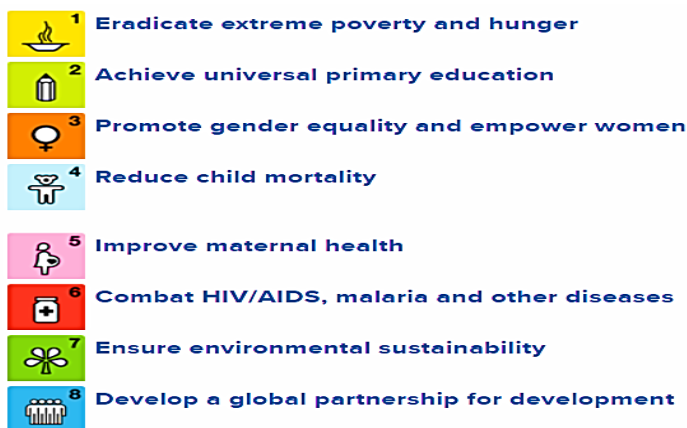 1 Eradicate extreme poverty and hunger
2 Achieve universal primary education
3 Promote gender equality and empower women
4 Reduce child mortality
5 Improve maternal health
6 Combat HIV/AIDS, malaria and other diseases
7 Ensure environmental sustainability
8 Develop a global partnership for development